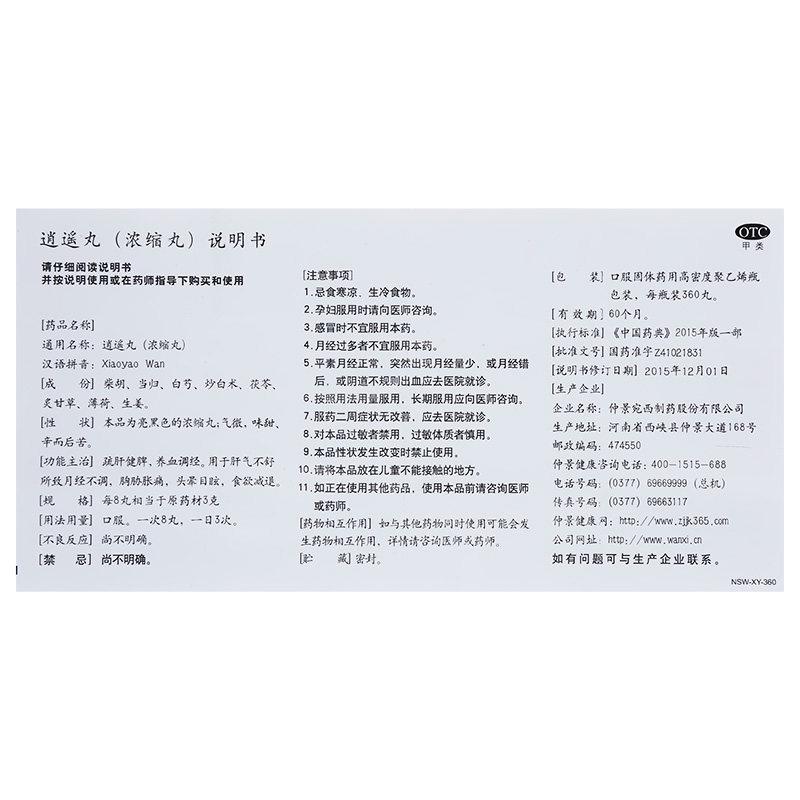 逍遥丸（浓缩丸）说明书
请仔细阅读说明书
并按说明使用或在药师指导下购买和使用
[药品名称]
通用名称：逍遥丸（浓缩丸）
汉语拼音：Xiaoyao Wan
[成　份] 柴胡、当归、白芍、炒白术、茯苓、
炙甘草、薄荷、生姜。
[性　状] 本品为亮黑色的浓缩丸;气微，味甜、
辛而后苦。
[功能主治] 疏肝健脾，养血调经。用于肝气不舒
所致月经不调，胸胁胀痛，头晕目眩，食欲减退。
[规　格] 每8丸相当于原药材3克
[用法用量] 口服。一次8丸，一日3次。
[不良反应] 尚不明确。
[禁　忌] 尚不明确。
[注意事项]
1.忌食寒凉、生冷食物。
2.孕妇服用时请向医师咨询。
3.感冒时不宜服用本药。
4.月经过多者不宜服用本药。
5.平素月经正常，突然出现月经量少，或月经错
后，或阴道不规则出血应去医院就诊。
6.按照用法用量服用，长期服用应向医师咨询。
7.服药二周症状无改善，应去医院就诊。
8.对本品过敏者禁用，过敏体质者慎用。
9.本品性状发生改变时禁止使用。
10.请将本品放在儿童不能接触的地方。
11.如正在使用其他药品，使用本品前请咨询医师
或药师。
[药物相互作用] 如与其他药物同时使用可能会发
生药物相互作用，详情请咨询医师或药师。
[贮　藏] 密封。
OTC
甲类
[包　装] 口服固体药用高密度聚乙烯瓶
包装，每瓶装360丸。
[有效期] 60个月。
[执行标准] 《中国药典》2015年版一部
[批准文号] 国药准字Z41021831
[说明书修订日期] 2015年12月01日
[生产企业]
企业名称：仲景宛西制药股份有限公司
生产地址：河南省西峡县仲景大道168号
邮政编码：474550
仲景健康咨询电话：400-1515-688
电话号码：(0377) 69669999（总机）
传真号码：(0377) 69663117
仲景健康网：http://www.zjjk365.com
公司网址：http://www.wanxi.cn
如有问题可与生产企业联系。
NSW-XY-360